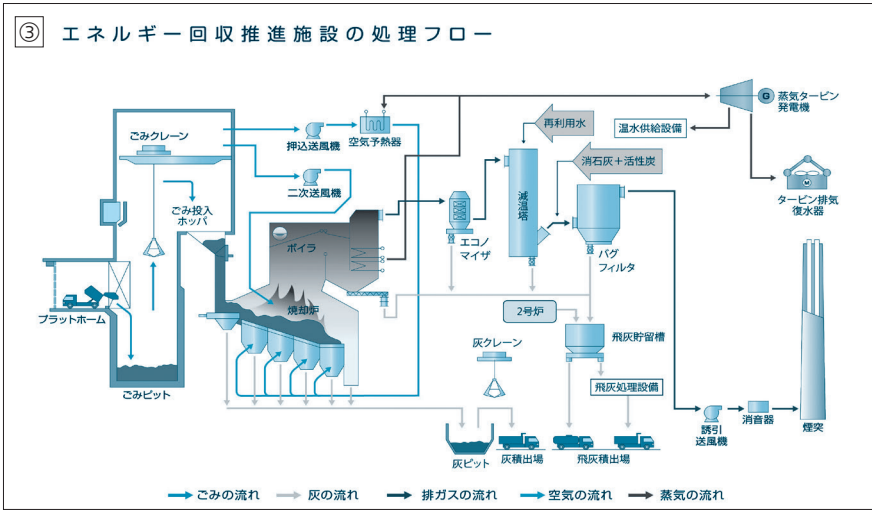 ③ エネルギー回収推進施設の処理フロー
ごみクレーン
押込送風機
空気予熱器
再利用水
温水供給設備
G
蒸気タービン
発電機
消石灰＋活性炭
二次送風機
ごみ投入
ホッパ
減温塔
タービン排気
復水器
M
ボイラ
エコノ
マイザ
バグ
フィルタ
プラットホーム
焼却炉
2号炉
灰クレーン
飛灰貯留槽
飛灰処理設備
ごみピット
誘引
送風機
消音器
煙突
灰ピット
灰積出場
飛灰積出場
ごみの流れ
灰の流れ
排ガスの流れ
空気の流れ
蒸気の流れ